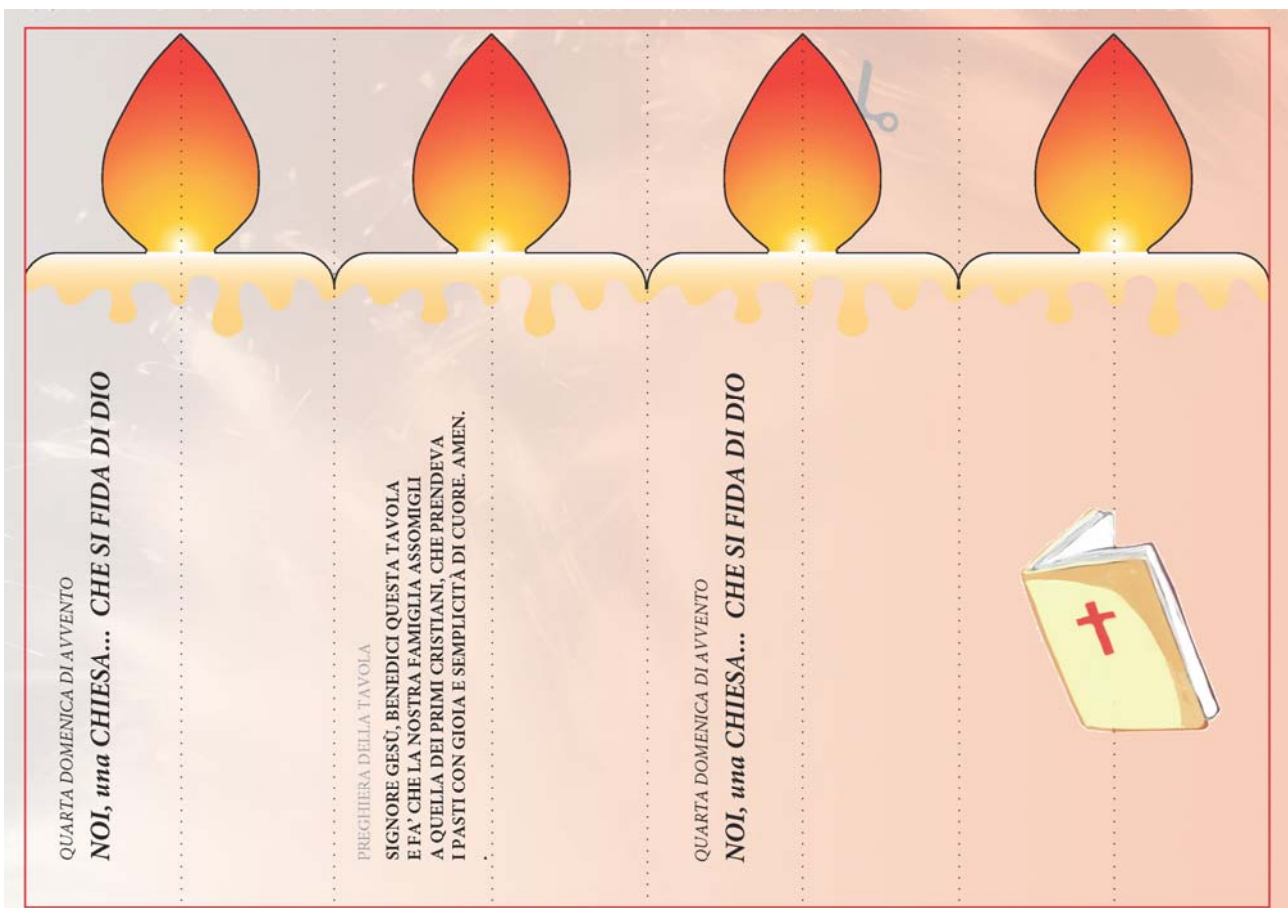 QUARTA DOMENICA DI AVVENTO
NOI, una CHIESA... CHE SI FIDA DI DIO
PREGHIERA DELLA TAVOLA
SIGNORE GESÙ, BENEDICI QUESTA TAVOLA
E FA’ CHE LA NOSTRA FAMIGLIA ASSOMIGLI
A QUELLA DEI PRIMI CRISTIANI, CHE PRENDEVA
I PASTI CON GIOIA E SEMPLICITÀ DI CUORE. AMEN.
.
QUARTA DOMENICA DI AVVENTO
NOI, una CHIESA... CHE SI FIDA DI DIO